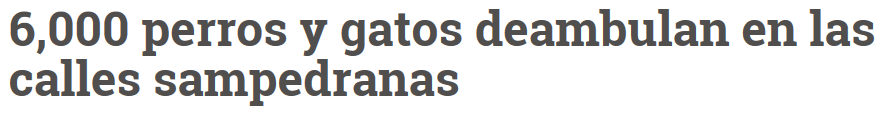 6,000 perros y gatos deambulan en las
calles sampedranas